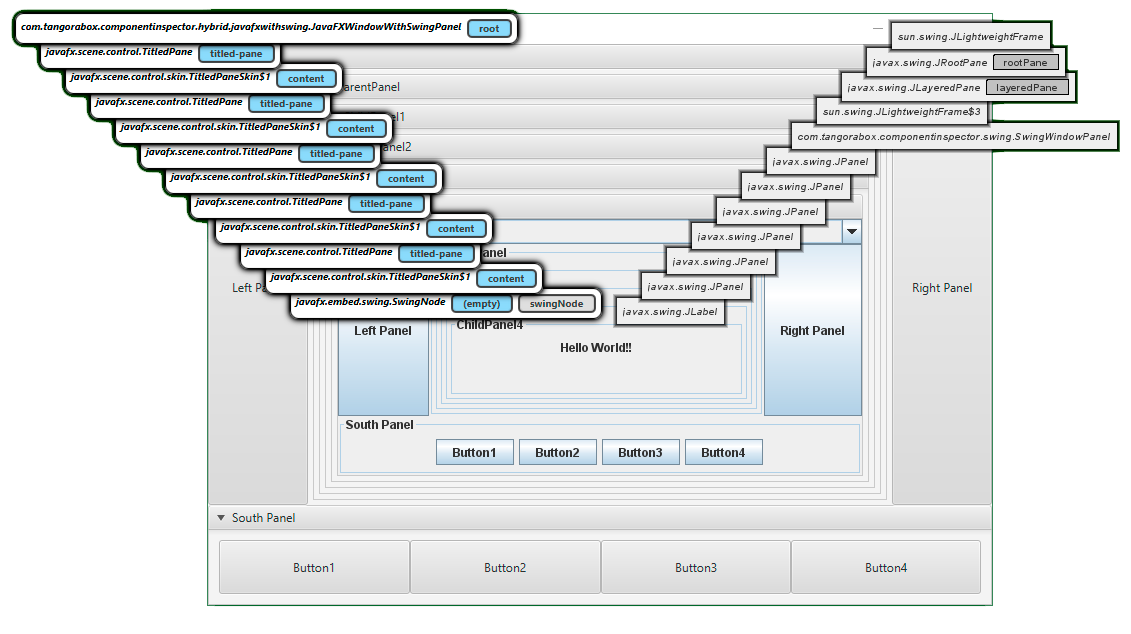 com.tangorabox.componentinspector.hybrid.javafxwithswing.JavaFXWindowWithSwingPanel root
sun.swing.JLightweightFrame
javafx.scene.control.TitledPane titled-pane
javax.swing.JRootPane rootPane
javafx.scene.control.skin.TitledPaneSkin$1 content
arentPanel
javax.swing.JLayeredPane layeredPane
javafx.scene.control.TitledPane titled-pane
sun.swing.JLightweightFrame$3
javafx.scene.control.skin.TitledPaneSkin$1 content
el1
com.tangorabox.componentinspector.swing.SwingWindowPanel
javafx.scene.control.TitledPane titled-pane
anel2
javax.swing.JPanel
javafx.scene.control.skin.TitledPaneSkin$1 content
javax.swing.JPanel
javafx.scene.control.TitledPane titled-pane
javax.swing.JPanel
javafx.scene.control.skin.TitledPaneSkin$1 content
javax.swing.JPanel
javafx.scene.control.TitledPane titled-pane
anel
javax.swing.JPanel
javafx.scene.control.skin.TitledPaneSkin$1 content
javax.swing.JPanel
Left P
Right Panel
javafx.embed.swing.SwingNode (empty) swingNode
javax.swing.JLabel
ChildPanel4
Left Panel
Right Panel
Hello World!!
South Panel
Button1 Button2 Button3 Button4
South Panel
Button1 Button2 Button3 Button4